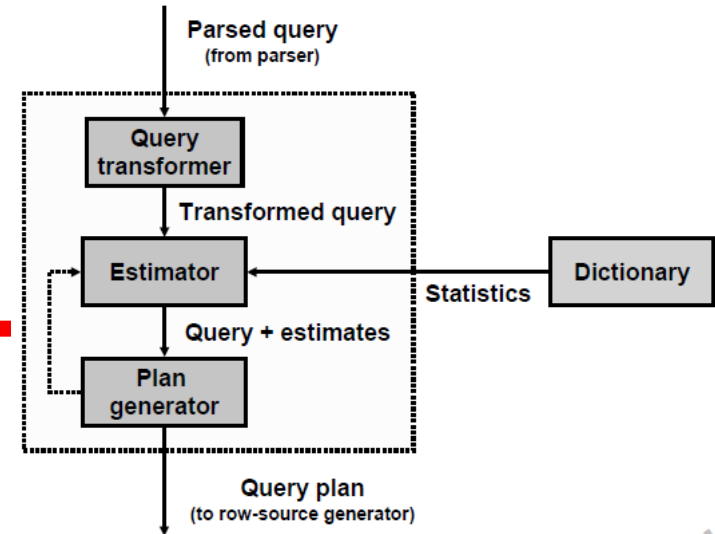 Parsed query
(from parser)
Query
transformer
Transformed query
Estimator
Dictionary
Statistics
Query + estimates
Plan
generator
Query plan
(to row-source generator)